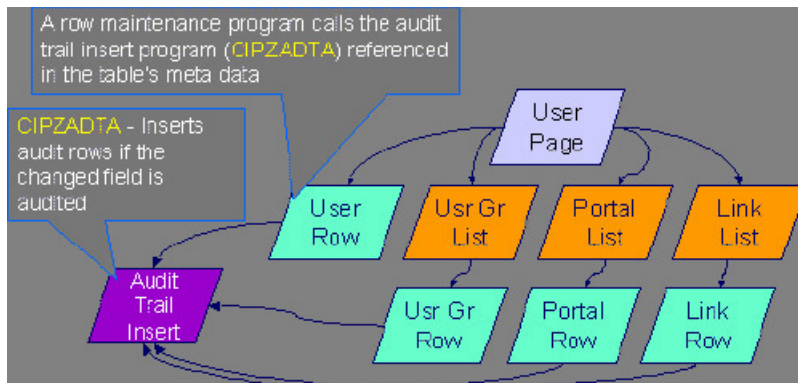 A row maintenance program calls the audit
trail insert program (CIPZADTA) referenced
in the table's meta data
CIPZADTA - Inserts
audit rows if the
changed field is
audited
User
Page
User
Row
Usr Gr
List
Portal
List
Link
List
Audit
Trail
Insert
Usr Gr
Row
Portal
Row
Link
Row